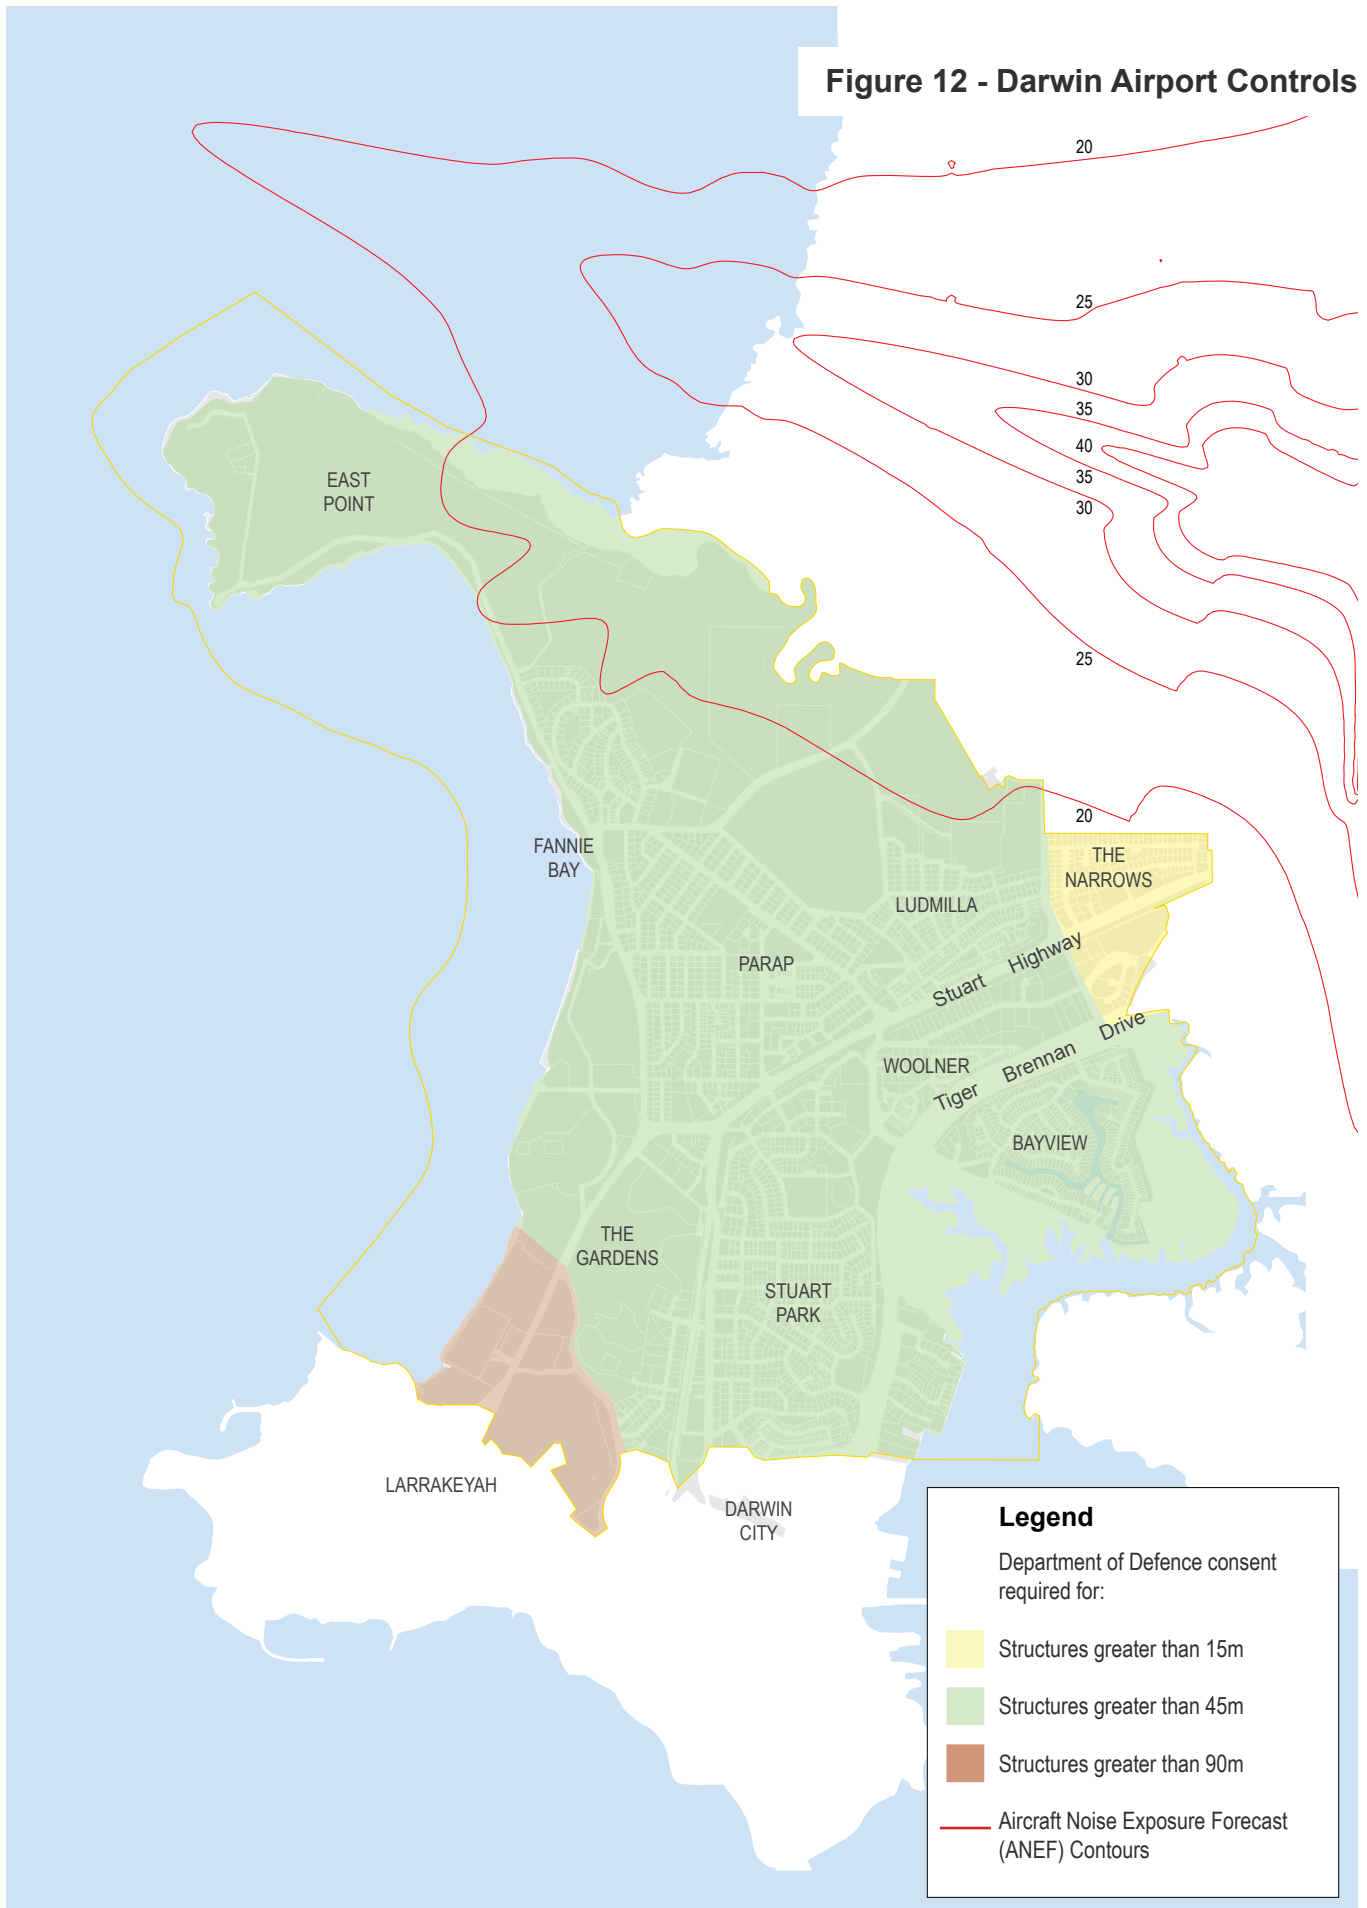 Figure 12 - Darwin Airport Controls
20
25
30
35
40
35
30
25
20
EAST
POINT
FANNIE
BAY
THE
NARROWS
LUDMILLA
PARAP
Stuart Highway
WOOLNER
Tiger Brennan Drive
BAYVIEW
THE
GARDENS
STUART
PARK
LARRAKEYAH
DARWIN
CITY
Legend
Department of Defence consent
required for:
Structures greater than 15m
Structures greater than 45m
Structures greater than 90m
Aircraft Noise Exposure Forecast
(ANEF) Contours